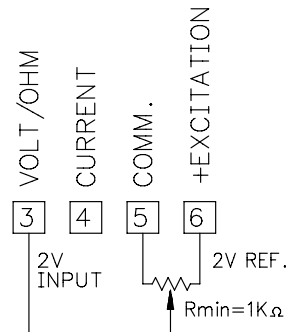 VOLT/OHM
CURRENT
COMM.
+EXCITATION
3
4
5
6
2V
INPUT
2V REF.
Rmin=1KΩ